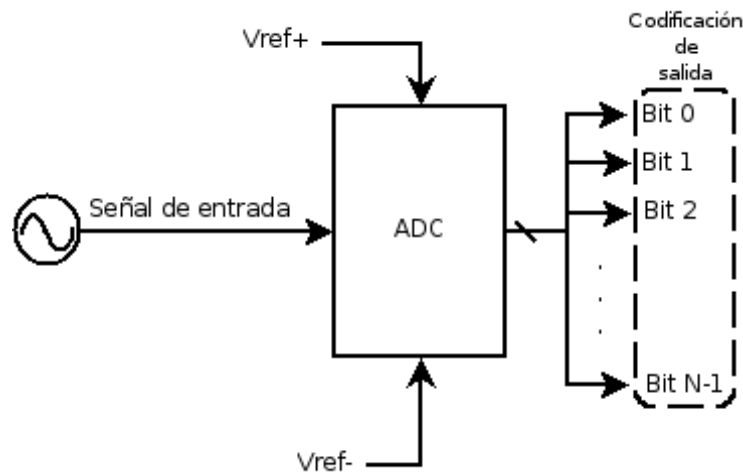 Codificación
de
salida
Vref+
Bit 0
Bit 1
Señal de entrada
Bit 2
ADC
Bit N-1
Vref-